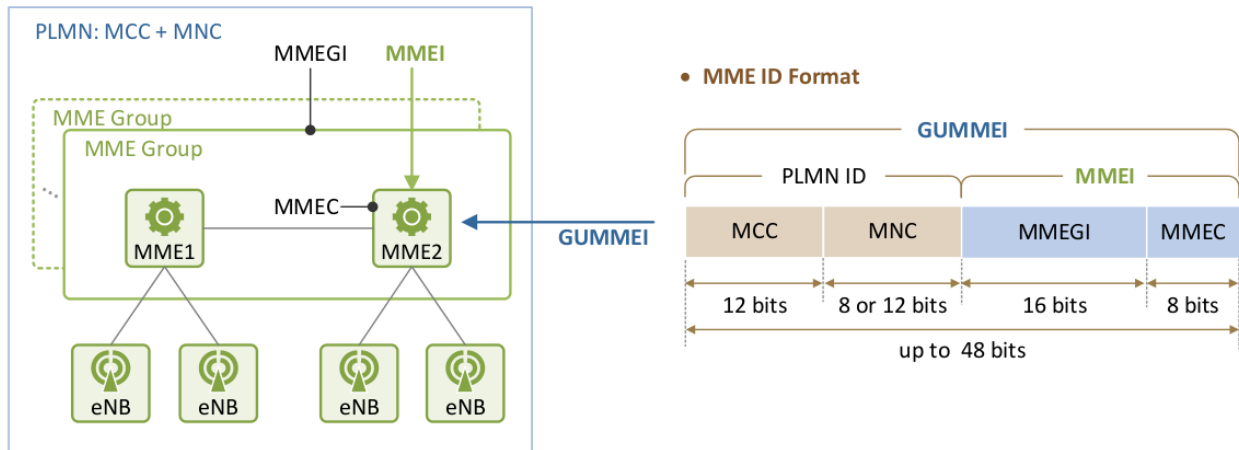 PLMN: MCC + MNC
MMEGI
MMEI
MME Group
MME Group
MMEC
MME1
MME2
GUMMEI
eNB
eNB
eNB
eNB
• MME ID Format
GUMMEI
PLMN ID
MMEI
MCC
MNC
MMEGI
MMEC
12 bits
8 or 12 bits
16 bits
8 bits
up to 48 bits